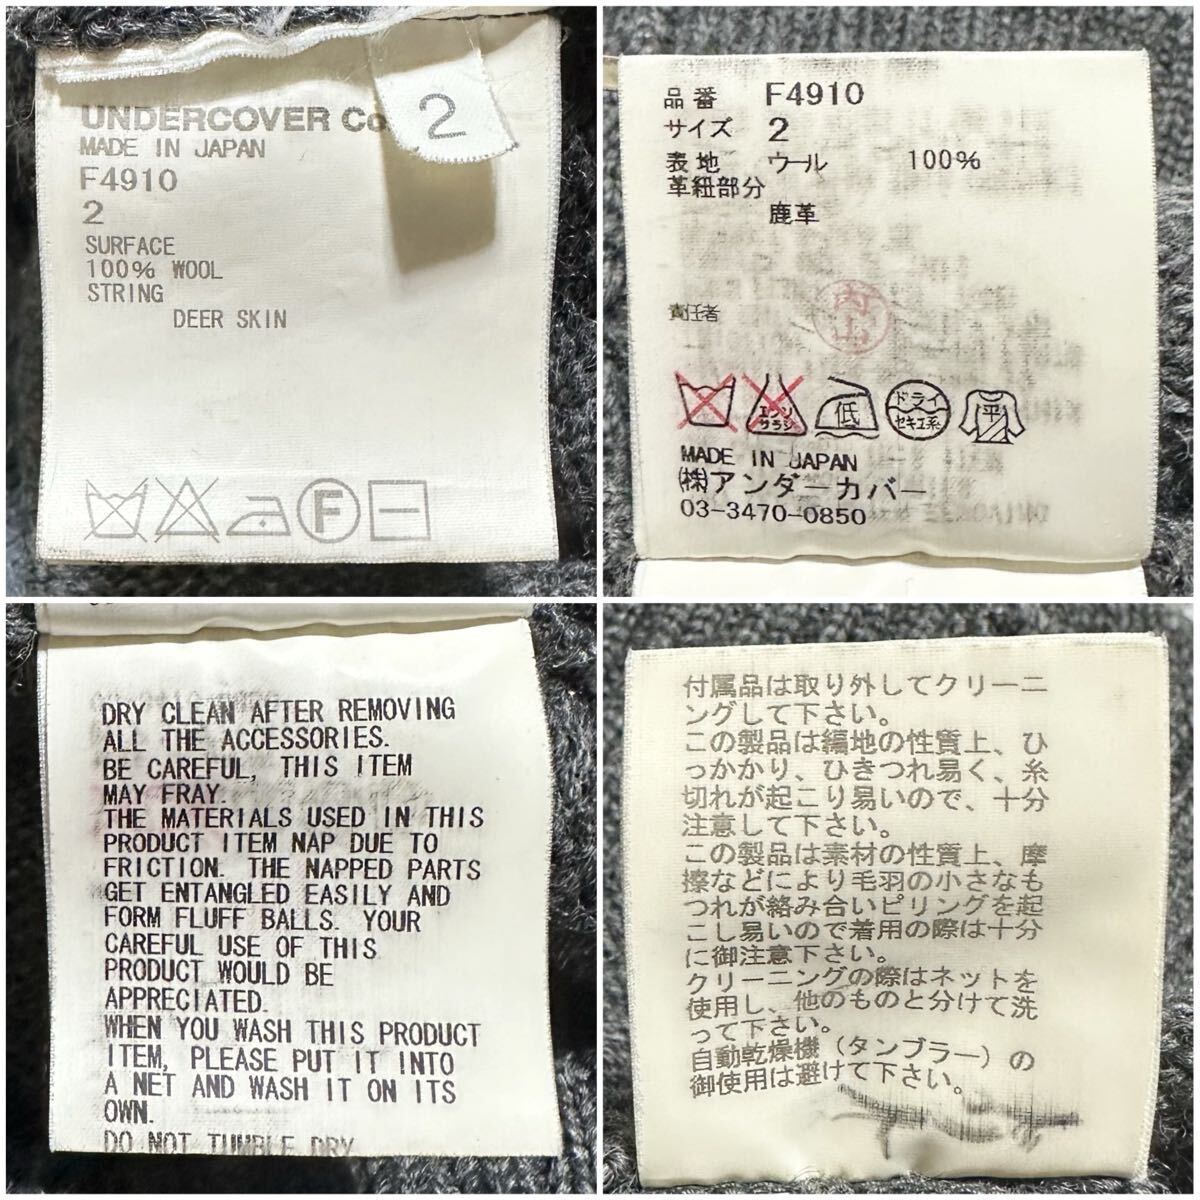 UNDERCOVER Co
2
MADE IN JAPAN
F4910
2
SURFACE
100% WOOL
STRING
DEER SKIN
F
品番 F4910
サイズ 2
表地 ウール 100%
革紐部分
鹿革
責任者
内山
エンソ
サラシ
低
ドライ
セキユ系
平
MADE IN JAPAN
㈱アンダーカバー
03-3470-0850
DRY CLEAN AFTER REMOVING
ALL THE ACCESSORIES.
BE CAREFUL, THIS ITEM
MAY FRAY.
THE MATERIALS USED IN THIS
PRODUCT ITEM NAP DUE TO
FRICTION. THE NAPPED PARTS
GET ENTANGLED EASILY AND
FORM FLUFF BALLS. YOUR
CAREFUL USE OF THIS
PRODUCT WOULD BE
APPRECIATED.
WHEN YOU WASH THIS PRODUCT
ITEM, PLEASE PUT IT INTO
A NET AND WASH IT ON ITS
OWN.
DO NOT TUMBLE DRY
付属品は取り外してクリーニ
ングして下さい。
この製品は編地の性質上、ひ
っかかり、ひきつれ易く、糸
切れが起こり易いので、十分
注意して下さい。
この製品は素材の性質上、摩
擦などにより毛羽の小さなも
つれが絡み合いピリングを起
こし易いので着用の際は十分
に御注意下さい。
クリーニングの際はネットを
使用し、他のものと分けて洗
って下さい。
自動乾燥機（タンブラー）の
御使用は避けて下さい。